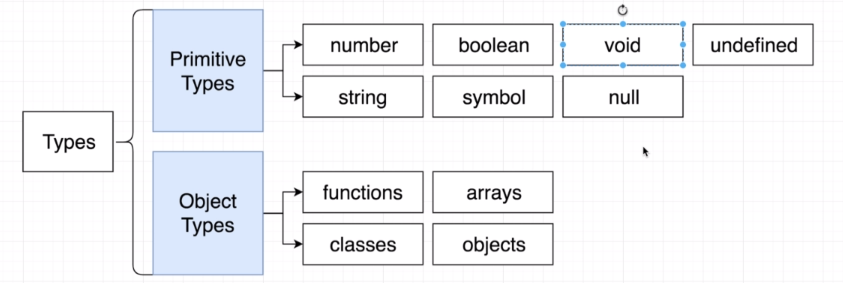 Types
Primitive
Types
number
boolean
void
undefined
string
symbol
null
Object
Types
functions
arrays
classes
objects